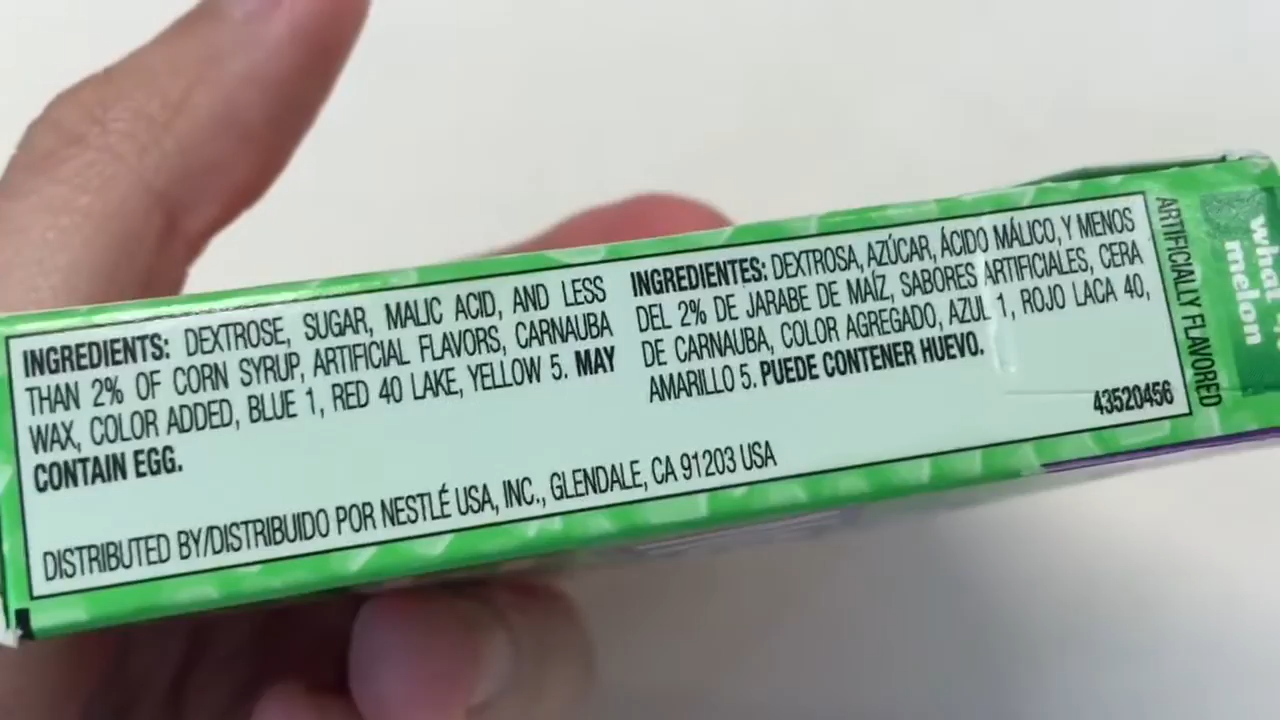 INGREDIENTS: DEXTROSE, SUGAR, MALIC ACID, AND LESS
THAN 2% OF CORN SYRUP, ARTIFICIAL FLAVORS, CARNAUBA
WAX, COLOR ADDED, BLUE 1, RED 40 LAKE, YELLOW 5. MAY
CONTAIN EGG.
INGREDIENTES: DEXTROSA, AZÚCAR, ÁCIDO MÁLICO, Y MENOS
DEL 2% DE JARABE DE MAÍZ, SABORES ARTIFICIALES, CERA
DE CARNAUBA, COLOR AGREGADO, AZUL 1, ROJO LACA 40,
AMARILLO 5. PUEDE CONTENER HUEVO.
43520456
DISTRIBUTED BY/DISTRIBUIDO POR NESTLÉ USA, INC., GLENDALE, CA 91203 USA
ARTIFICIALLY FLAVORED
melon